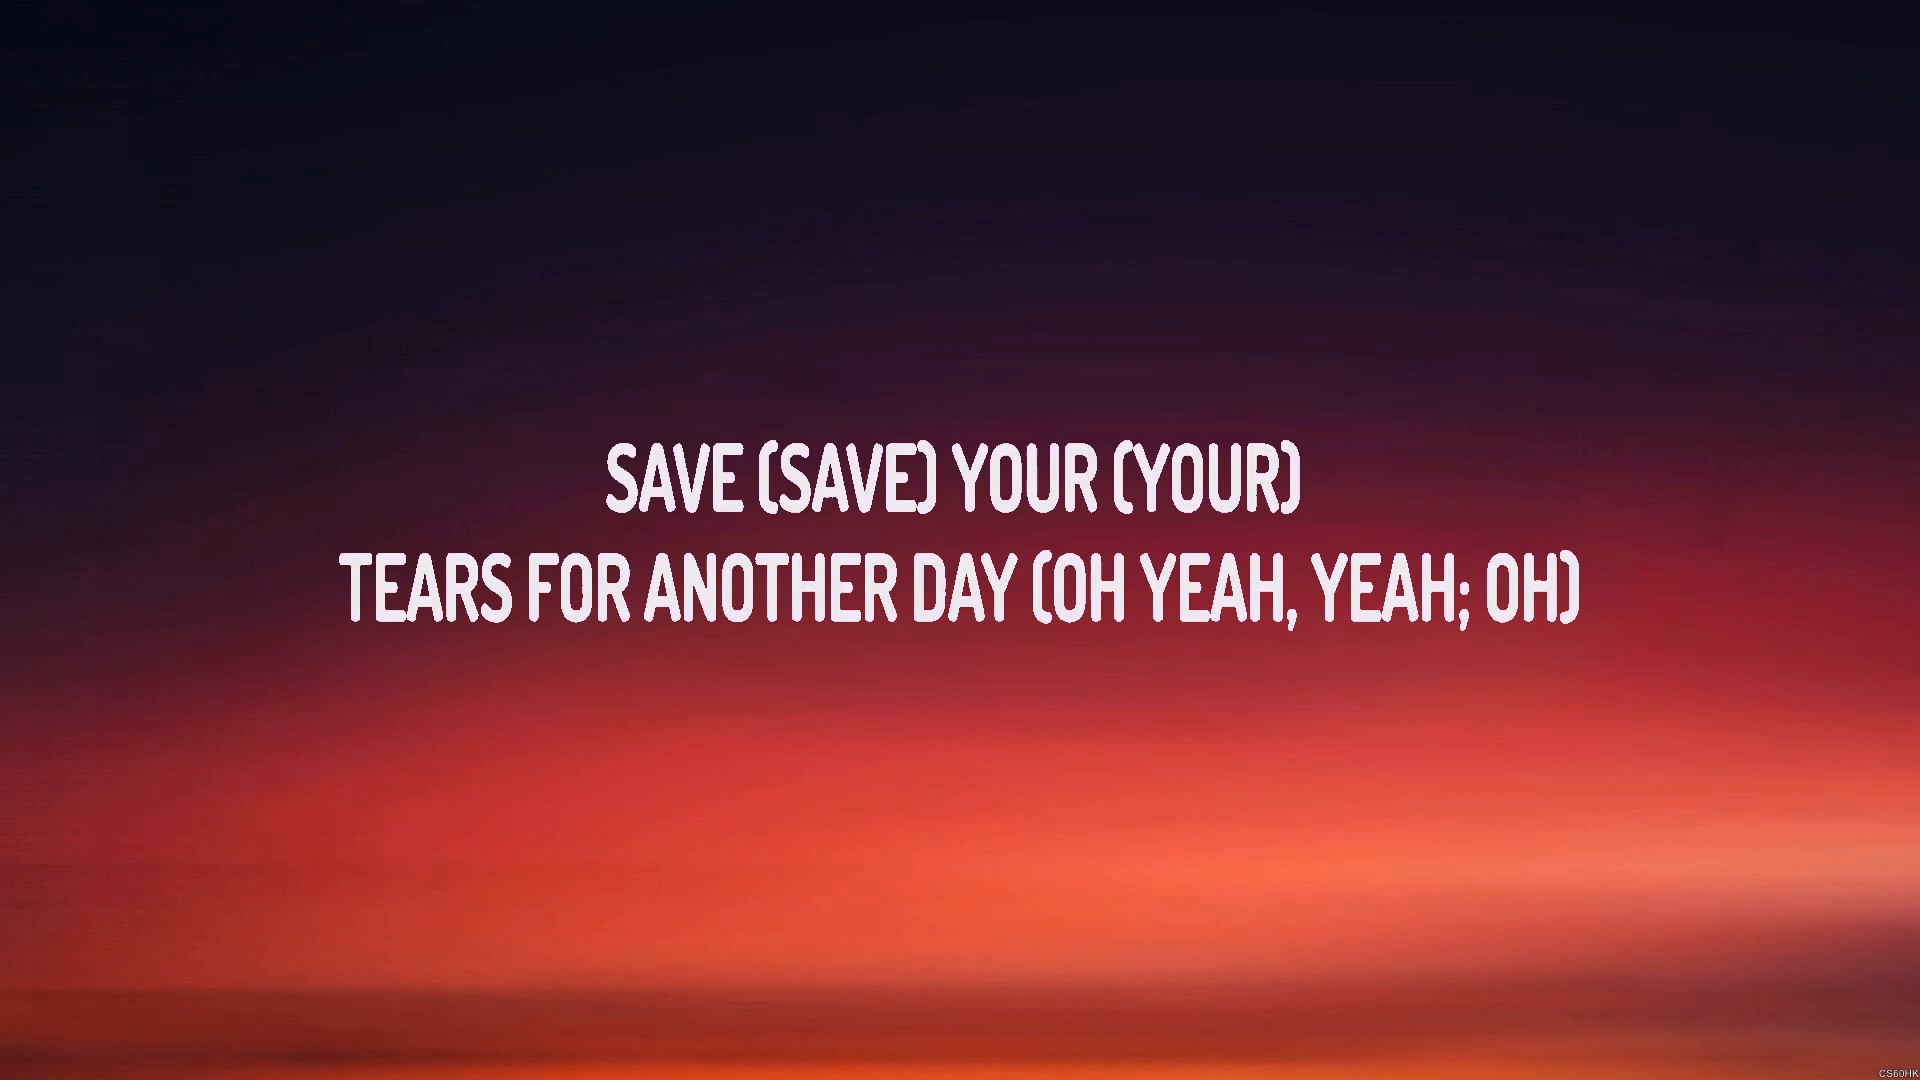 SAVE (SAVE) YOUR (YOUR)
TEARS FOR ANOTHER DAY (OH YEAH, YEAH; OH)
CS60HK